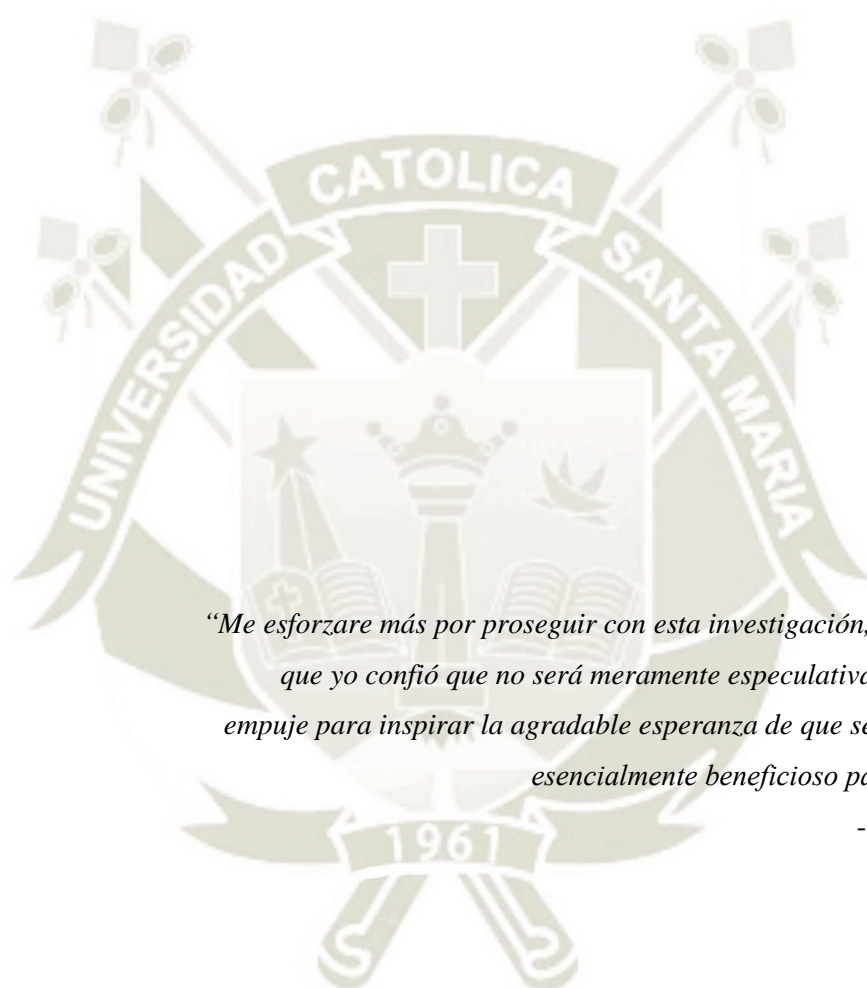 UNIVERSIDAD CATOLICA SANTA MARIA
“Me esforzare más por proseguir con esta investigación,
que yo confió que no será meramente especulativa
empuje para inspirar la agradable esperanza de que se
esencialmente beneficioso pa
-
1961